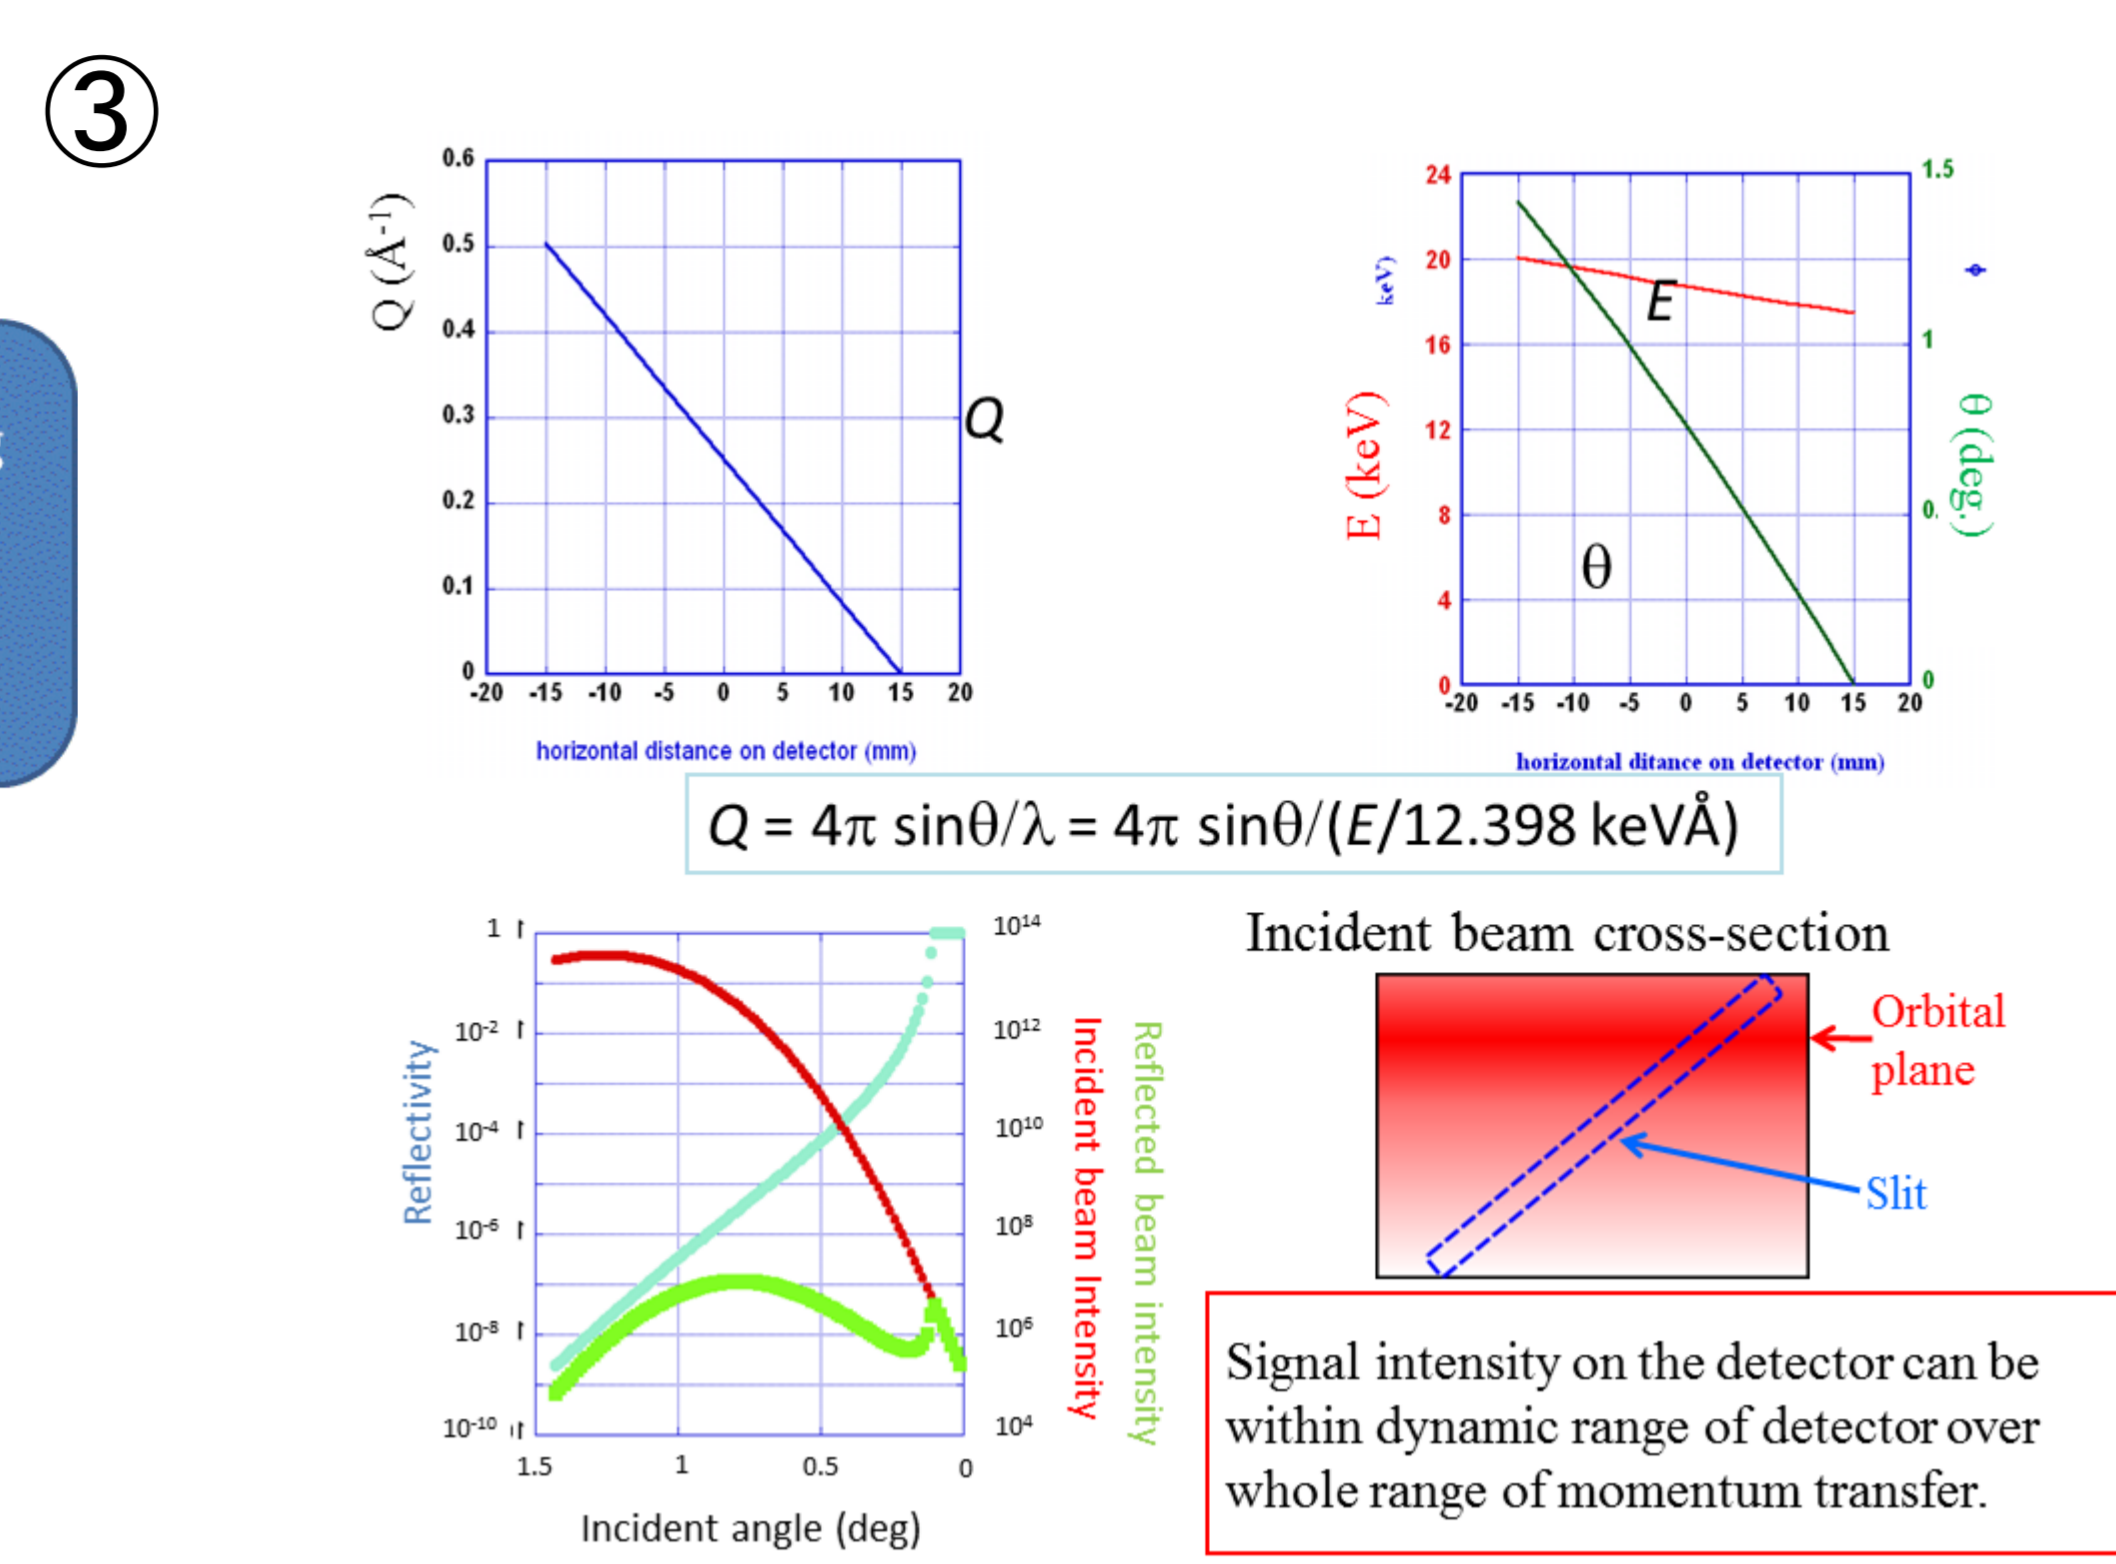 ③
0.6
0.5
0.4
0.3
0.2
0.1
0
Q (Å⁻¹)
Q
-20 -15 -10 -5 0 5 10 15 20
horizontal distance on detector (mm)
24
20
16
12
8
4
0
keV)
E (keV)
E
θ
1.5
1
0.
0
ϕ
θ (deg.)
-20 -15 -10 -5 0 5 10 15 20
horizontal ditance on detector (mm)
Q = 4π sinθ/λ = 4π sinθ/(E/12.398 keVÅ)
Reflectivity
1
10⁻²
10⁻⁴
10⁻⁶
10⁻⁸
10⁻¹⁰
10¹⁴
10¹²
10¹⁰
10⁸
10⁶
10⁴
Incident beam Intensity
Reflected beam intensity
1.5 1 0.5 0
Incident angle (deg)
Incident beam cross-section
Orbital
plane
Slit
Signal intensity on the detector can be
within dynamic range of detector over
whole range of momentum transfer.